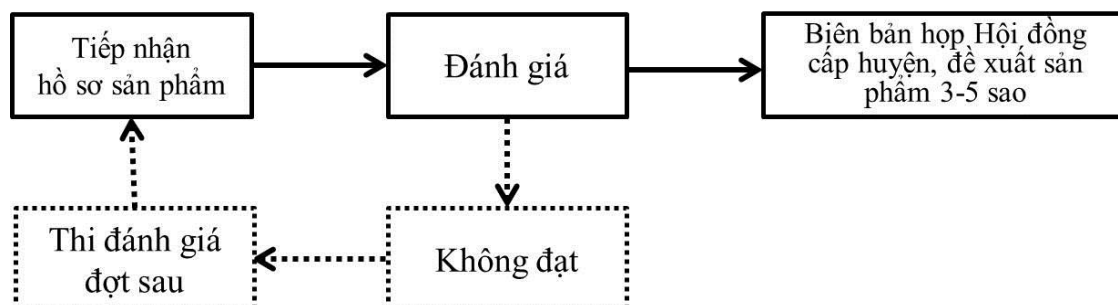 Tiếp nhận
hồ sơ sản phẩm
Đánh giá
Biên bản họp Hội đồng
cấp huyện, đề xuất sản
phẩm 3-5 sao
Thi đánh giá
đợt sau
Không đạt